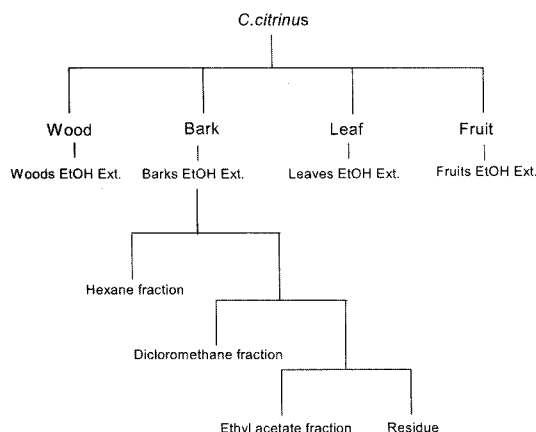 C.citrinus
Wood Bark Leaf Fruit
Woods EtOH Ext. Barks EtOH Ext. Leaves EtOH Ext. Fruits EtOH Ext.
Hexane fraction
Dicloromethane fraction
Ethyl acetate fraction Residue